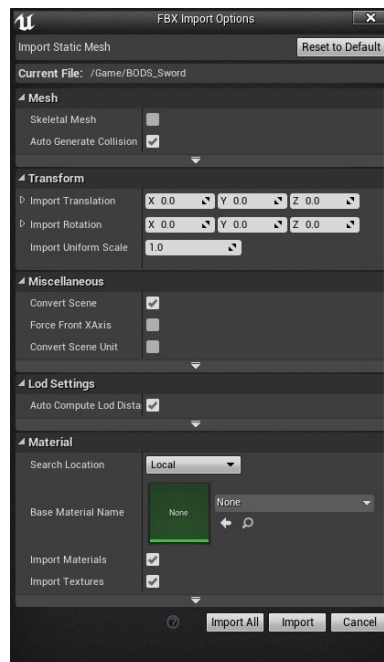 FBX Import Options
Import Static Mesh Reset to Default
Current File: /Game/BODS_Sword
Mesh
Skeletal Mesh
Auto Generate Collision
Transform
Import Translation X 0.0 Y 0.0 Z 0.0
Import Rotation X 0.0 Y 0.0 Z 0.0
Import Uniform Scale 1.0
Miscellaneous
Convert Scene
Force Front XAxis
Convert Scene Unit
Lod Settings
Auto Compute Lod Dista
Material
Search Location Local
Base Material Name None None
Import Materials
Import Textures
Import All Import Cancel